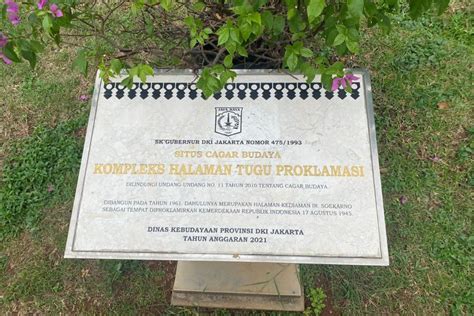 JAYA RAYA
SK GUBERNUR DKI JAKARTA NOMOR 475/1993
SITUS CAGAR BUDAYA
KOMPLEKS HALAMAN TUGU PROKLAMASI
DILINDUNGI UNDANG-UNDANG NO. 11 TAHUN 2010 TENTANG CAGAR BUDAYA
DIBANGUN PADA TAHUN 1961. DAHULUNYA MERUPAKAN HALAMAN KEDIAMAN IR. SOEKARNO
SEBAGAI TEMPAT DIPROKLAMIRKAN KEMERDEKAAN REPUBLIK INDONESIA 17 AGUSTUS 1945.
DINAS KEBUDAYAAN PROVINSI DKI JAKARTA
TAHUN ANGGARAN 2021